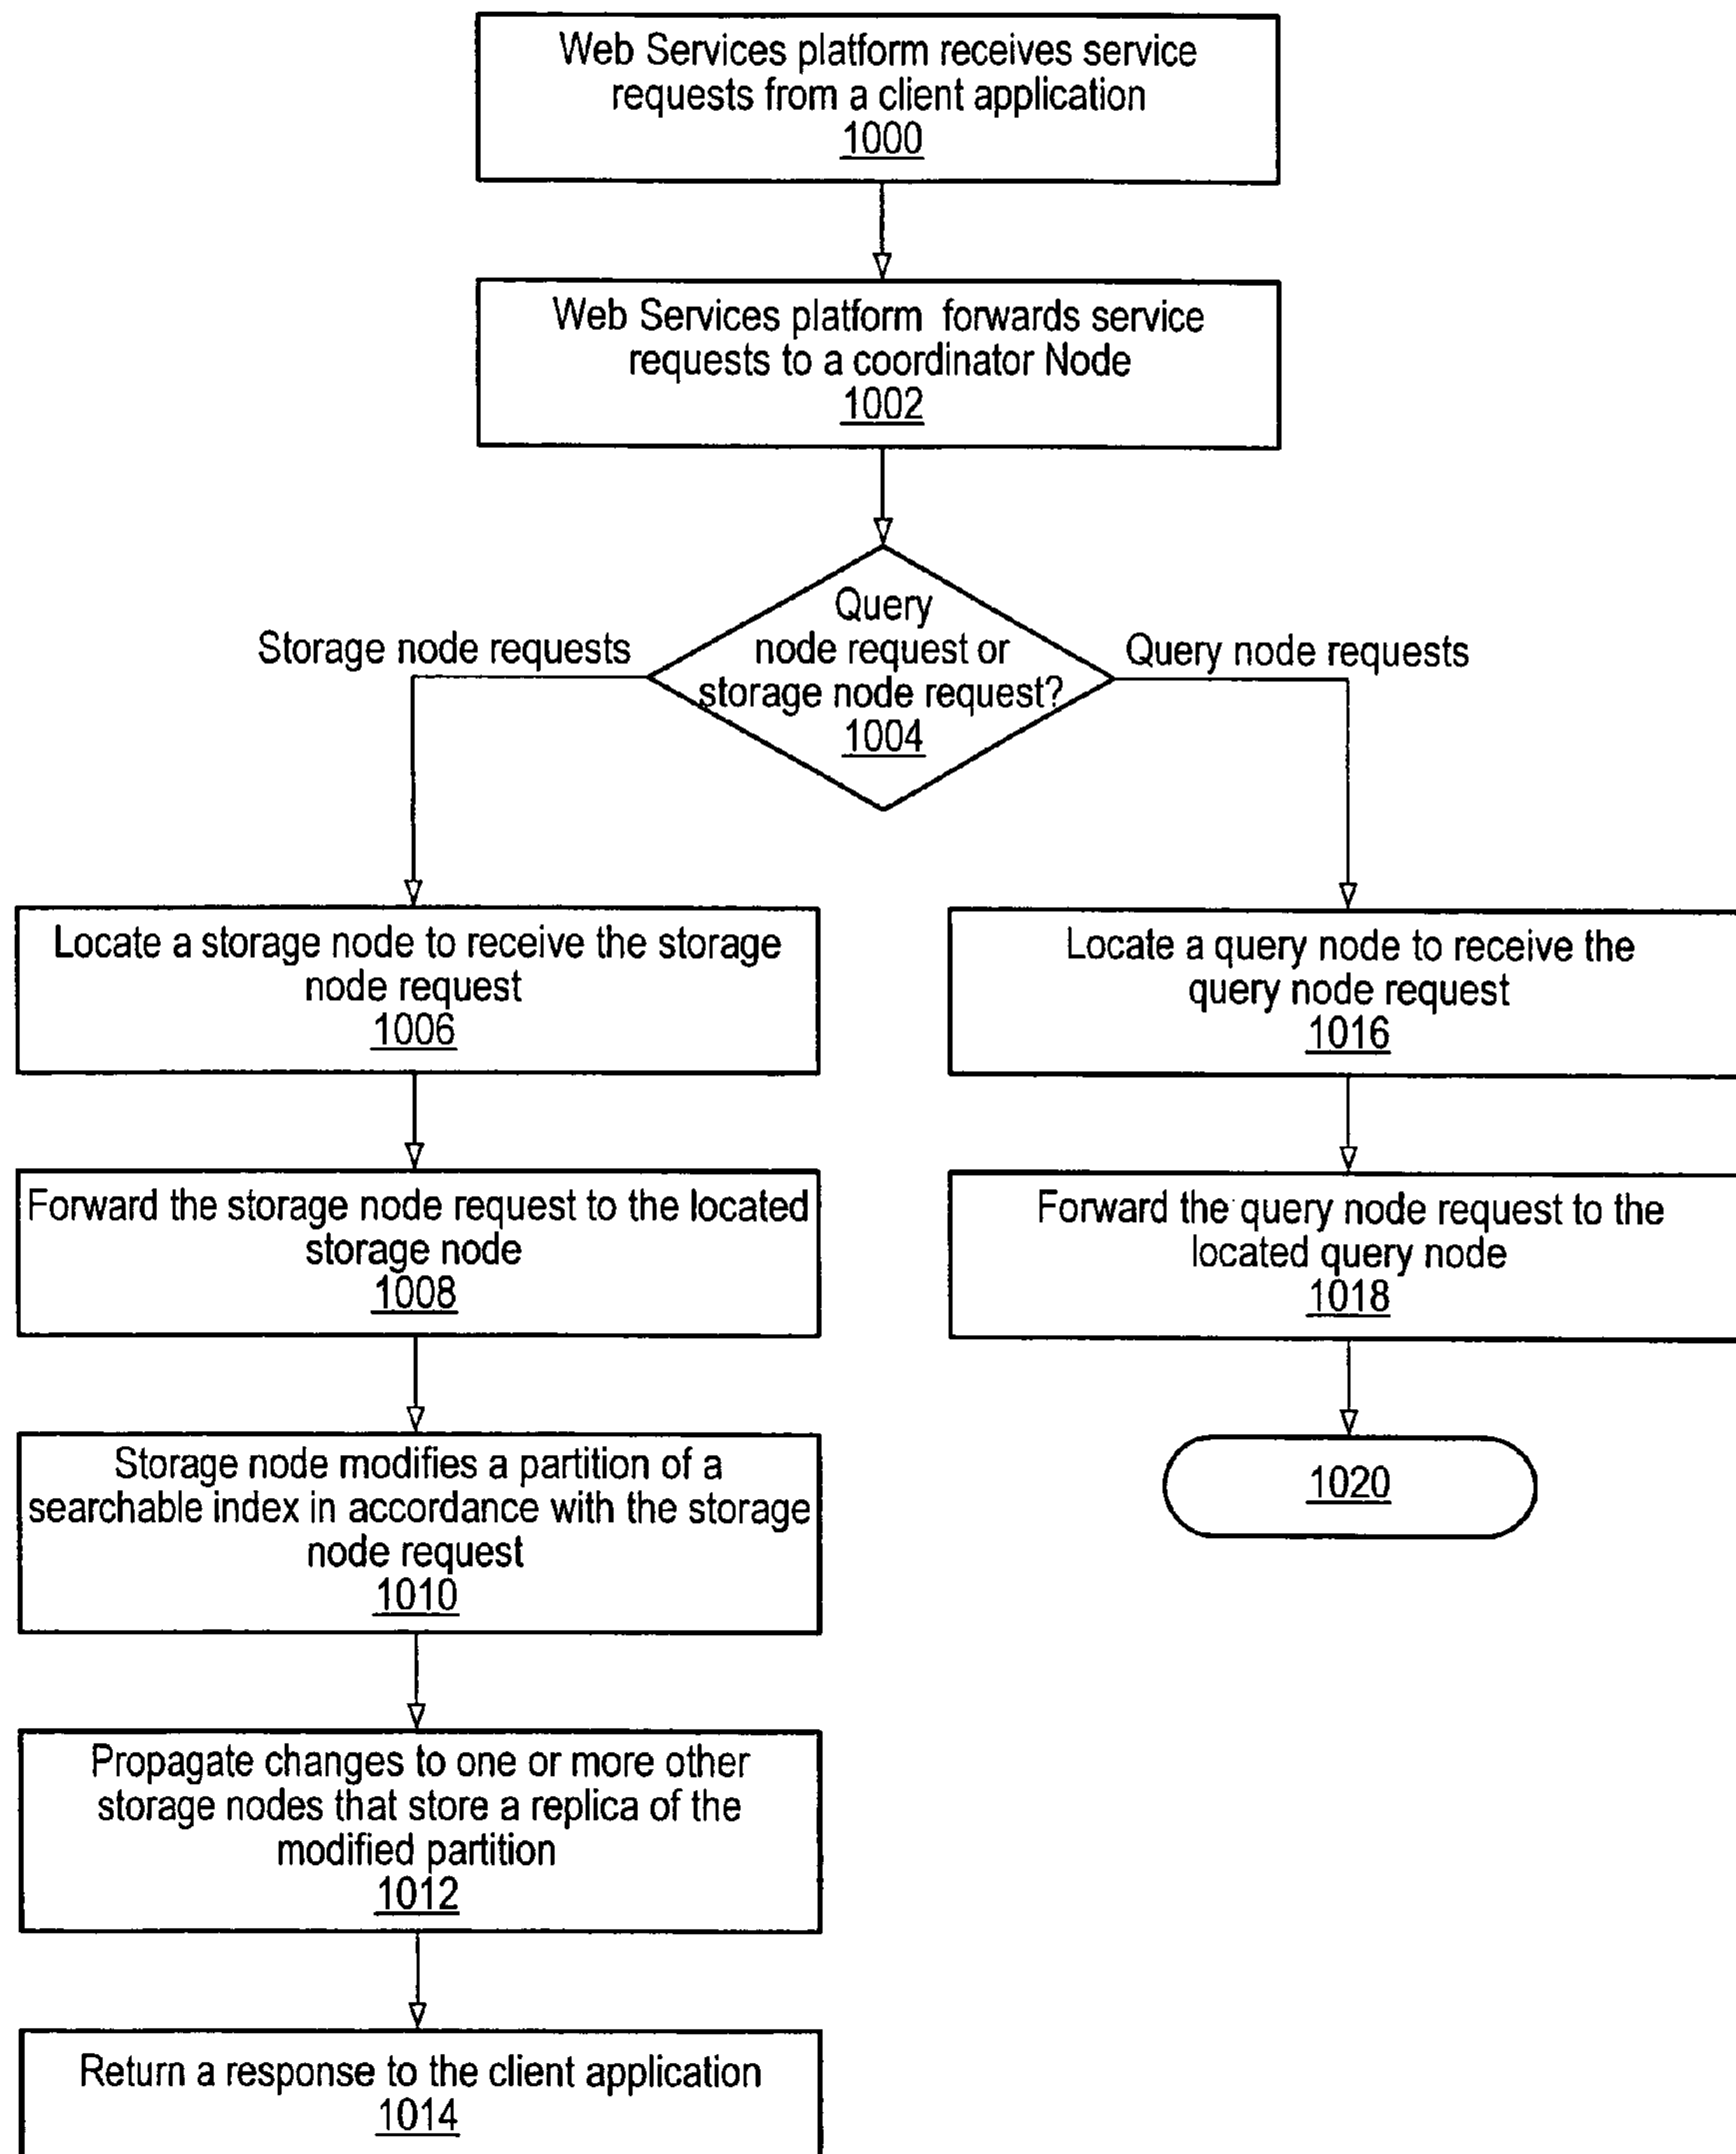 Web Services platform receives service
requests from a client application
1000
Web Services platform forwards service
requests to a coordinator Node
1002
Query
node request or
storage node request?
1004
Storage node requests
Query node requests
Locate a storage node to receive the storage
node request
1006
Forward the storage node request to the located
storage node
1008
Storage node modifies a partition of a
searchable index in accordance with the storage
node request
1010
Propagate changes to one or more other
storage nodes that store a replica of the
modified partition
1012
Return a response to the client application
1014
Locate a query node to receive the
query node request
1016
Forward the query node request to the
located query node
1018
1020